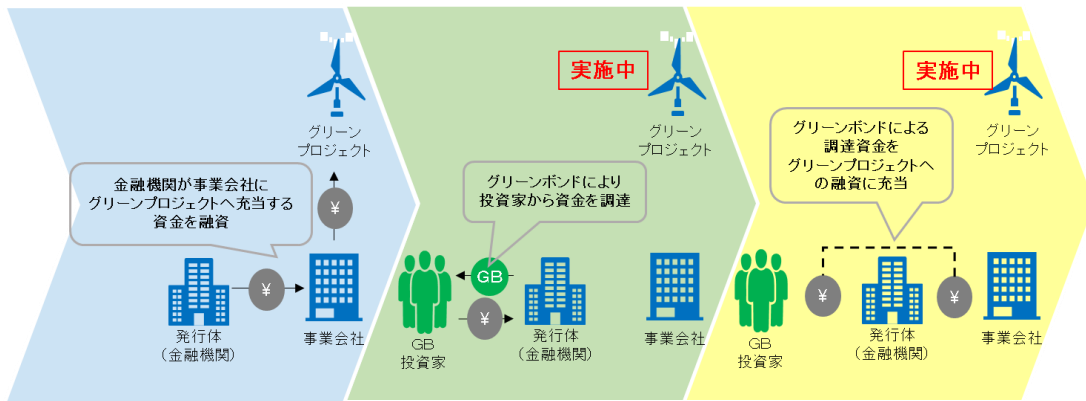 グリーン
プロジェクト
金融機関が事業会社に
グリーンプロジェクトへ充当する
資金を融資
¥
¥
発行体
(金融機関)
事業会社
実施中
グリーン
プロジェクト
グリーンボンドにより
投資家から資金を調達
GB
¥
GB
投資家
発行体
(金融機関)
事業会社
実施中
グリーン
プロジェクト
グリーンボンドによる
調達資金を
グリーンプロジェクトへ
の融資に充当
¥
¥
GB
投資家
発行体
(金融機関)
事業会社